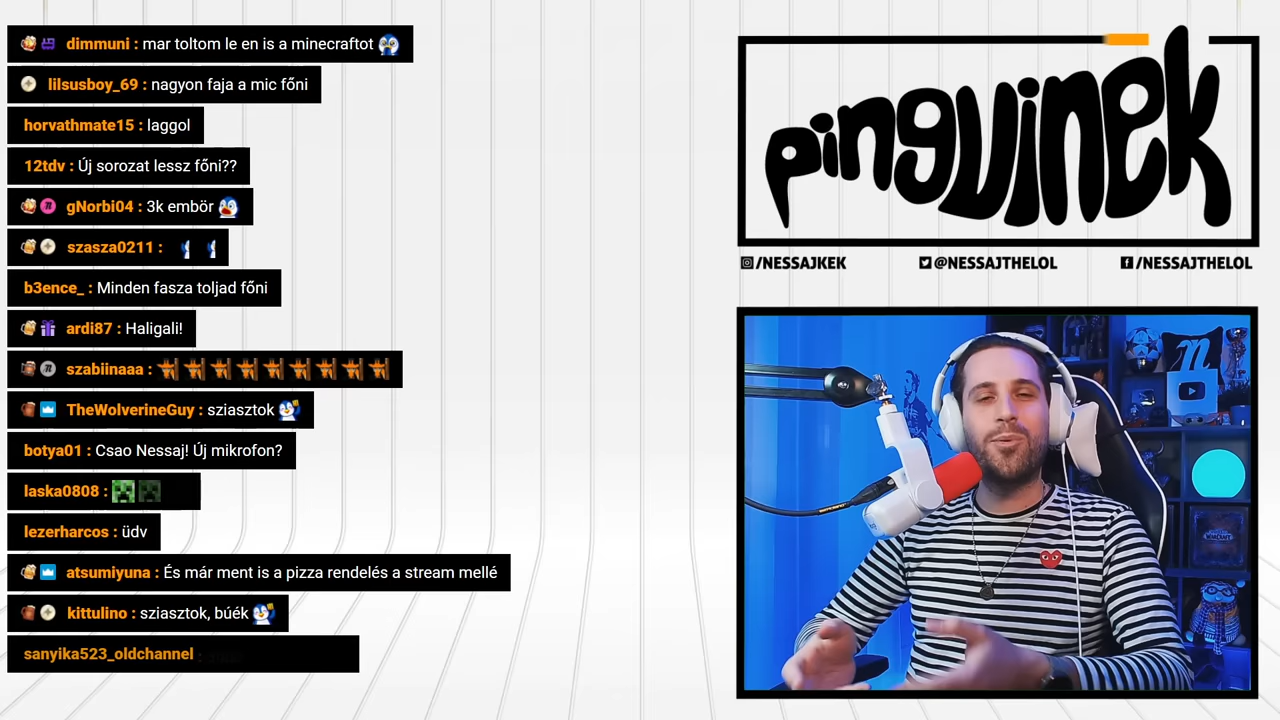 dimmuni : mar toltom le en is a minecraftot
lilsusboy_69 : nagyon faja a mic főni
horvathmate15 : laggol
12tdv : Új sorozat lessz főni??
gNorbi04 : 3k embör
szasza0211 :
b3ence_ : Minden fasza toljad főni
ardi87 : Haligali!
szabiinaaa :
TheWolverineGuy : sziasztok
botya01 : Csao Nessaj! Új mikrofon?
laska0808 :
lezerharcos : üdv
atsumiyuna : És már ment is a pizza rendelés a stream mellé
kittulino : sziasztok, búék
sanyika523_oldchannel :
pingvinek
/NESSAJKEK
@NESSAJTHELOL
/NESSAJTHELOL